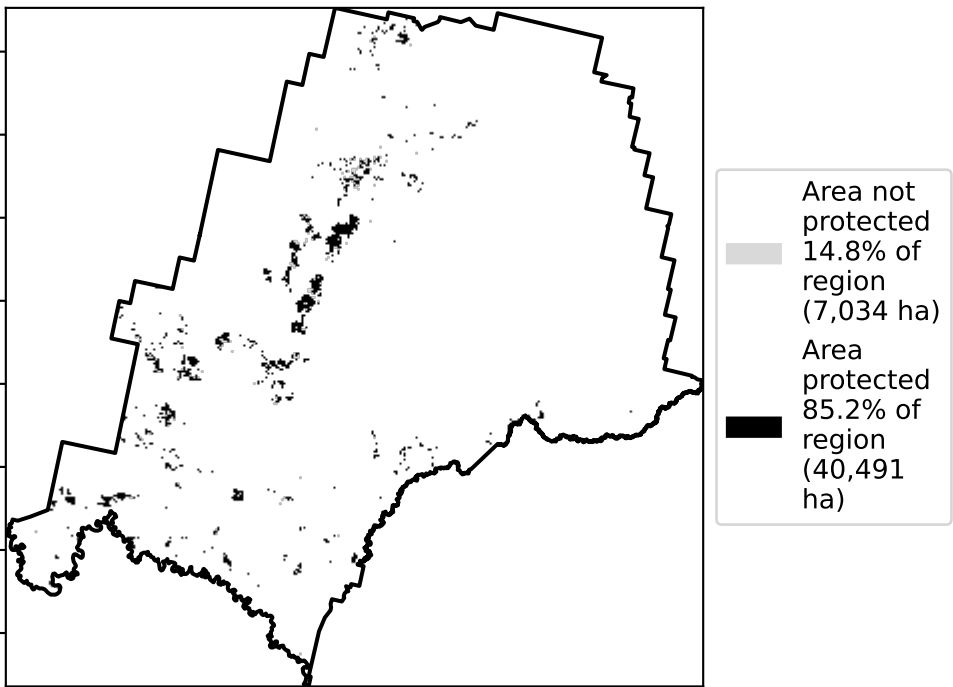 Area not
protected
14.8% of
region
(7,034 ha)
Area
protected
85.2% of
region
(40,491
ha)